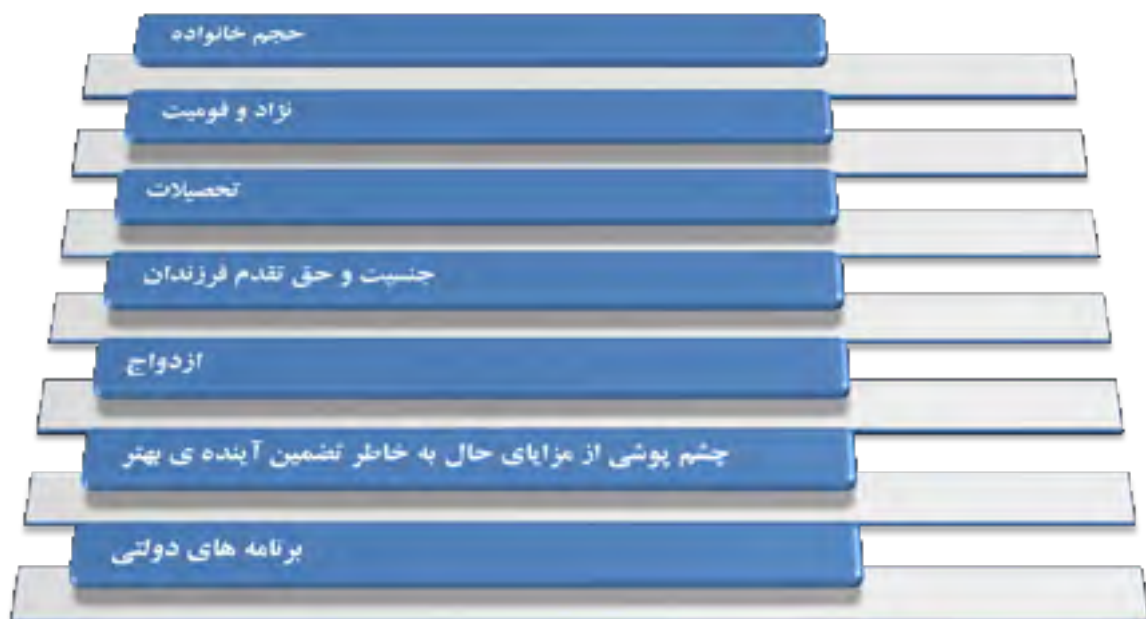 حجم خانواده
نژاد و قومیت
تحصیلات
جنسیت و حق تقدم فرزندان
ازدواج
چشم پوشی از مزایای حال به خاطر تضمین آینده ی بهتر
برنامه های دولتی